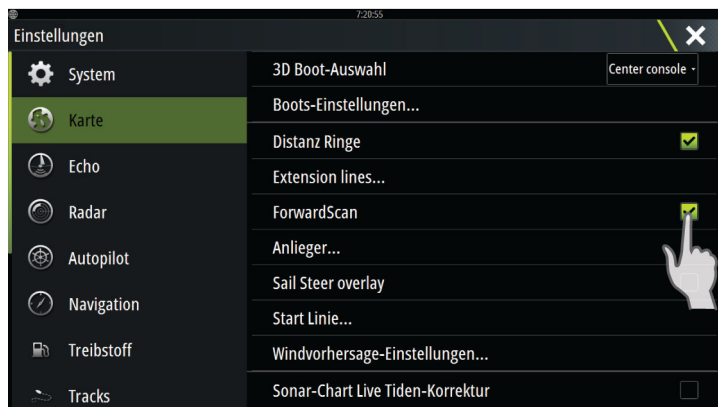 7:20:55
Einstellungen
System
Karte
Echo
Radar
Autopilot
Navigation
Treibstoff
Tracks
3D Boot-Auswahl
Center console
Boots-Einstellungen...
Distanz Ringe
Extension lines...
ForwardScan
Anlieger...
Sail Steer overlay
Start Linie...
Windvorhersage-Einstellungen...
Sonar-Chart Live Tiden-Korrektur